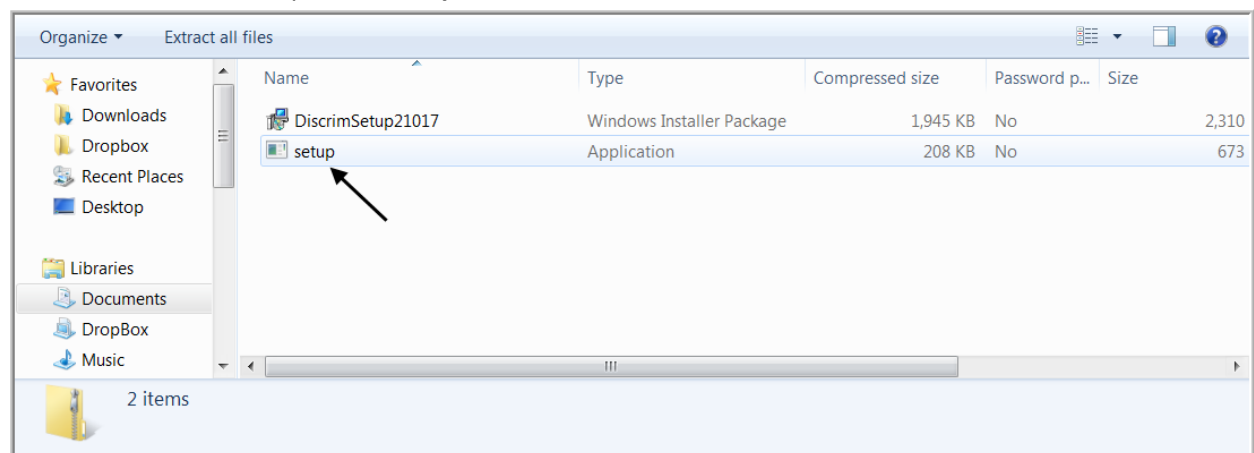 Organize Extract all files
Name Type Compressed size Password p... Size
Favorites
Downloads
Dropbox
Recent Places
Desktop
Libraries
Documents
DropBox
Music
DiscrimSetup21017 Windows Installer Package 1,945 KB No 2,310
setup Application 208 KB No 673
2 items